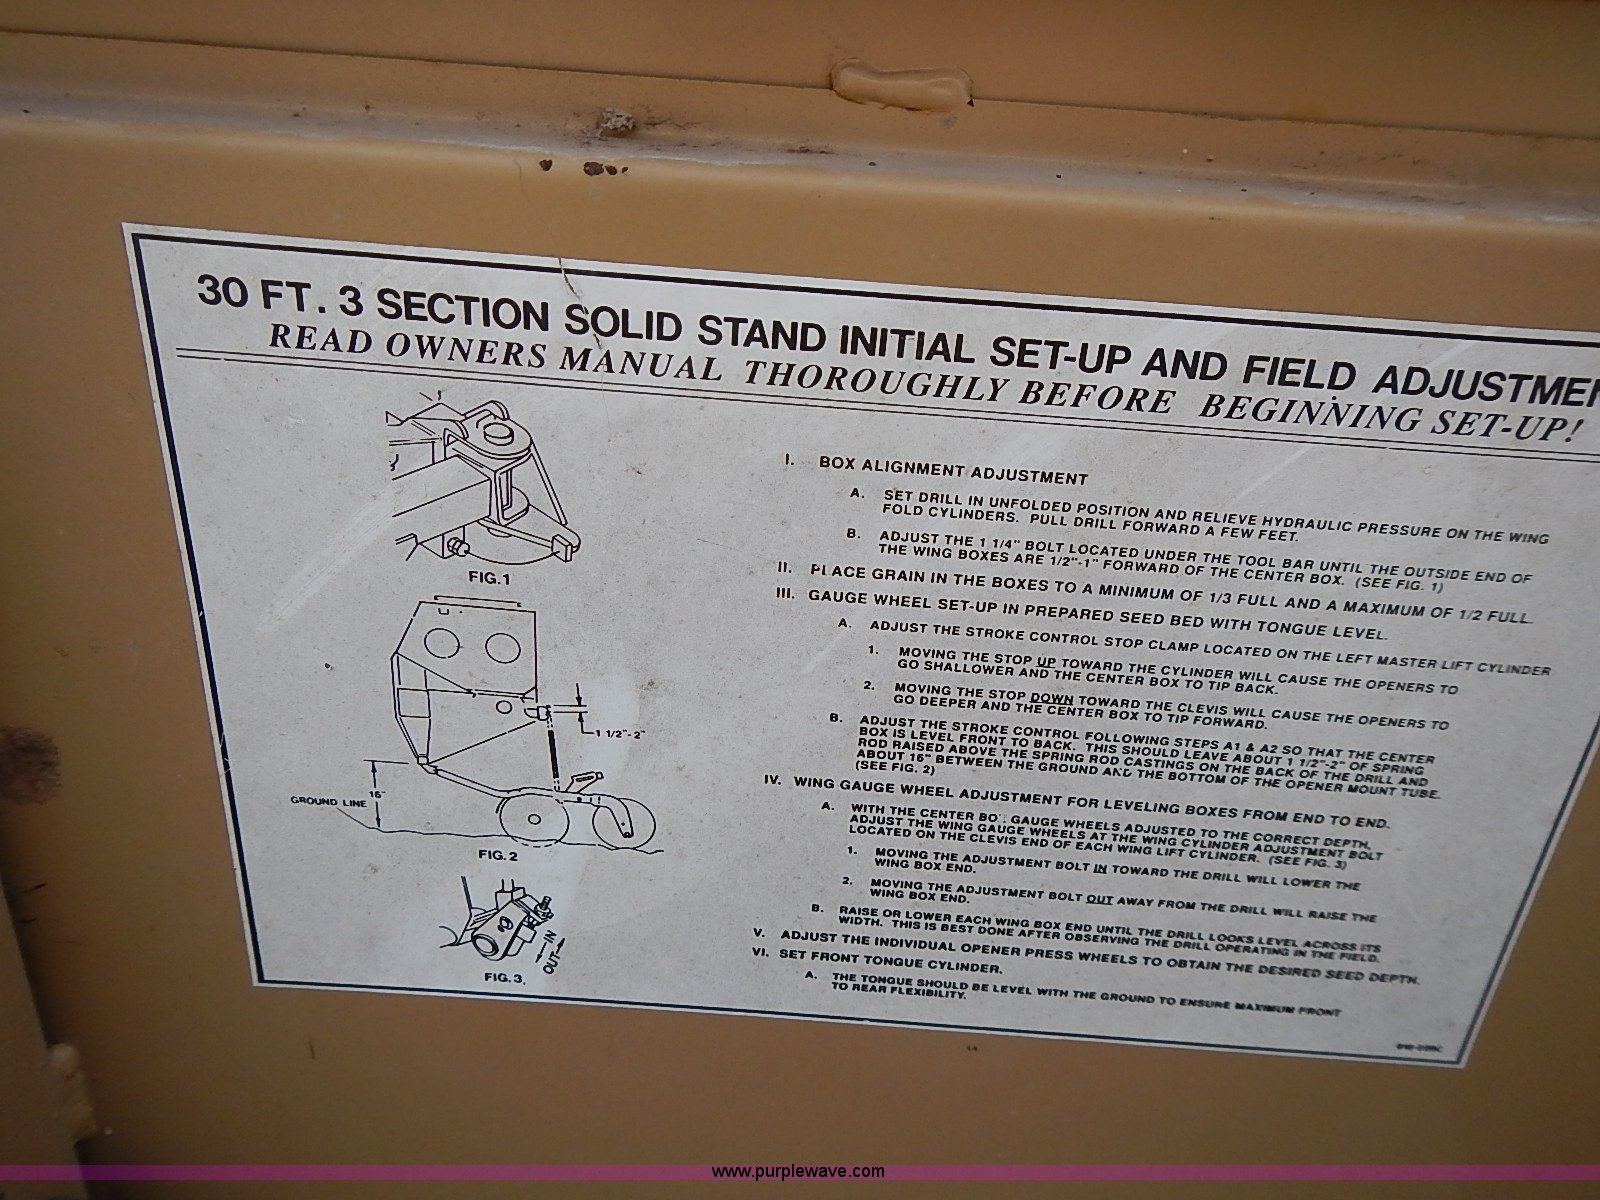 30 FT. 3 SECTION SOLID STAND INITIAL SET-UP AND FIELD ADJUSTMEN
READ OWNERS MANUAL THOROUGHLY BEFORE BEGINNING SET-UP!
FIG.1
1 1/2"-2"
16"
GROUND LINE
FIG.2
IN
OUT
FIG.3.
I. BOX ALIGNMENT ADJUSTMENT
A. SET DRILL IN UNFOLDED POSITION AND RELIEVE HYDRAULIC PRESSURE ON THE WING
FOLD CYLINDERS. PULL DRILL FORWARD A FEW FEET.
B. ADJUST THE 1 1/4" BOLT LOCATED UNDER THE TOOL BAR UNTIL THE OUTSIDE END OF
THE WING BOXES ARE 1/2"-1" FORWARD OF THE CENTER BOX. (SEE FIG. 1)
II. PLACE GRAIN IN THE BOXES TO A MINIMUM OF 1/3 FULL AND A MAXIMUM OF 1/2 FULL.
III. GAUGE WHEEL SET-UP IN PREPARED SEED BED WITH TONGUE LEVEL.
A. ADJUST THE STROKE CONTROL STOP CLAMP LOCATED ON THE LEFT MASTER LIFT CYLINDER
1. MOVING THE STOP UP TOWARD THE CYLINDER WILL CAUSE THE OPENERS TO
GO SHALLOWER AND THE CENTER BOX TO TIP BACK.
2. MOVING THE STOP DOWN TOWARD THE CLEVIS WILL CAUSE THE OPENERS TO
GO DEEPER AND THE CENTER BOX TO TIP FORWARD.
B. ADJUST THE STROKE CONTROL FOLLOWING STEPS A1 & A2 SO THAT THE CENTER
BOX IS LEVEL FRONT TO BACK. THIS SHOULD LEAVE ABOUT 1 1/2"-2" OF SPRING
ROD RAISED ABOVE THE SPRING ROD CASTINGS ON THE BACK OF THE DRILL AND
ABOUT 16" BETWEEN THE GROUND AND THE BOTTOM OF THE OPENER MOUNT TUBE.
(SEE FIG. 2)
IV. WING GAUGE WHEEL ADJUSTMENT FOR LEVELING BOXES FROM END TO END.
A. WITH THE CENTER BO GAUGE WHEELS ADJUSTED TO THE CORRECT DEPTH,
ADJUST THE WING GAUGE WHEELS AT THE WING CYLINDER ADJUSTMENT BOLT
LOCATED ON THE CLEVIS END OF EACH WING LIFT CYLINDER. (SEE FIG. 3)
1. MOVING THE ADJUSTMENT BOLT IN TOWARD THE DRILL WILL LOWER THE
WING BOX END.
2. MOVING THE ADJUSTMENT BOLT OUT AWAY FROM THE DRILL WILL RAISE THE
WING BOX END.
B. RAISE OR LOWER EACH WING BOX END UNTIL THE DRILL LOOKS LEVEL ACROSS ITS
WIDTH. THIS IS BEST DONE AFTER OBSERVING THE DRILL OPERATING IN THE FIELD.
V. ADJUST THE INDIVIDUAL OPENER PRESS WHEELS TO OBTAIN THE DESIRED SEED DEPTH.
VI. SET FRONT TONGUE CYLINDER.
A. THE TONGUE SHOULD BE LEVEL WITH THE GROUND TO ENSURE MAXIMUM FRONT
TO REAR FLEXIBILITY.
www.purplewave.com